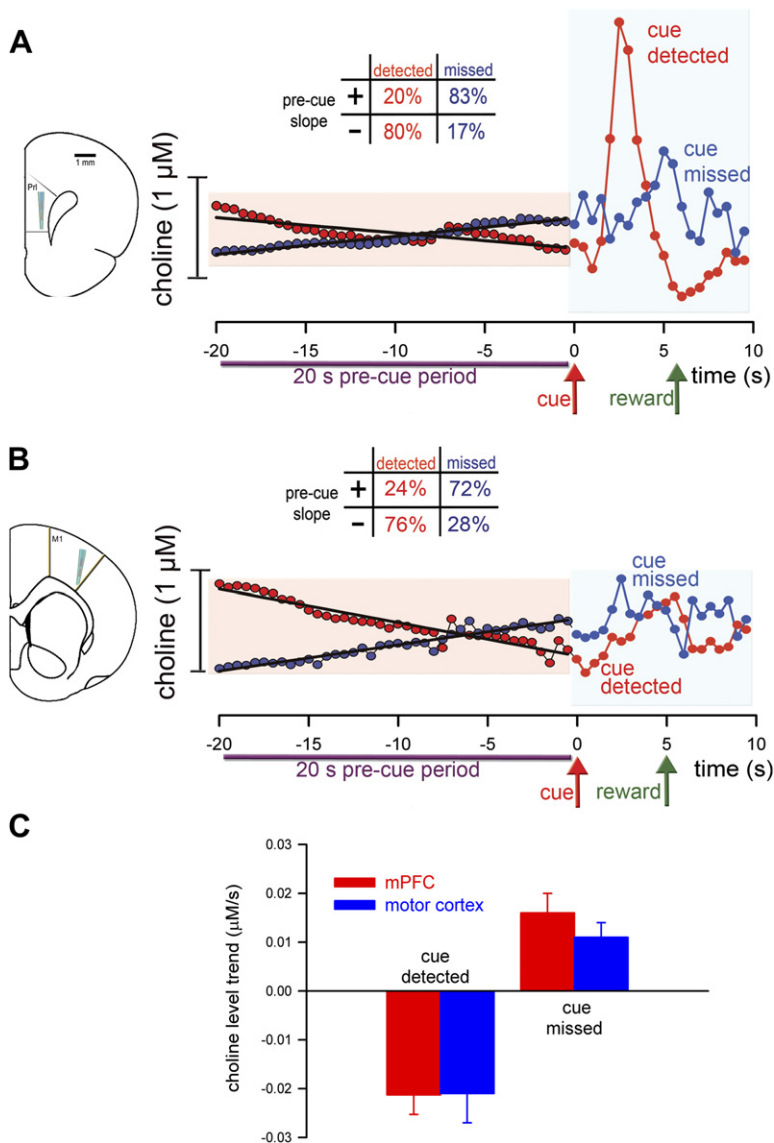 A
detected missed
pre-cue slope
+ 20% 83%
− 80% 17%
1 mm
Prl
choline (1 µM)
cue detected
cue missed
-20 -15 -10 -5 0 5 10
time (s)
20 s pre-cue period
cue
reward
B
detected missed
pre-cue slope
+ 24% 72%
− 76% 28%
M1
choline (1 µM)
cue missed
cue detected
-20 -15 -10 -5 0 5 10
time (s)
20 s pre-cue period
cue
reward
C
choline level trend (µM/s)
0.03
0.02
0.01
0.00
-0.01
-0.02
-0.03
mPFC
motor cortex
cue detected
cue missed